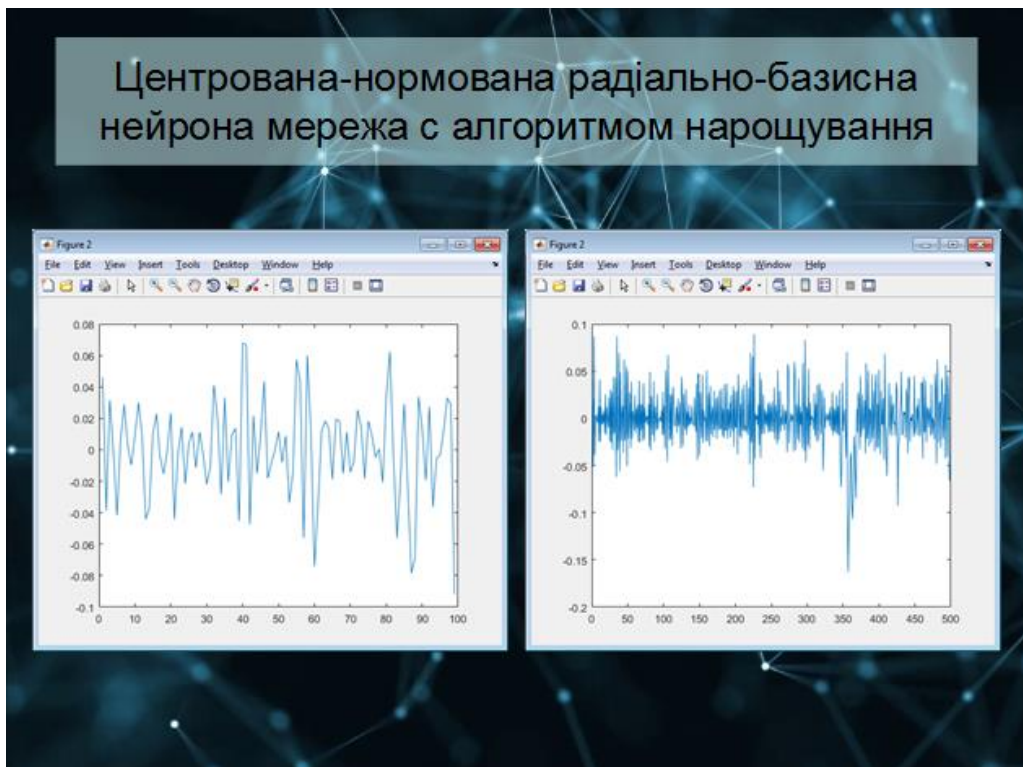 Центрована-нормована радіально-базисна
нейрона мережа с алгоритмом нарощування
Figure 2
File Edit View Insert Tools Desktop Window Help
0.08
0.06
0.04
0.02
0
-0.02
-0.04
-0.06
-0.08
-0.1
0 10 20 30 40 50 60 70 80 90 100
Figure 2
File Edit View Insert Tools Desktop Window Help
0.1
0.05
0
-0.05
-0.1
-0.15
-0.2
0 50 100 150 200 250 300 350 400 450 500